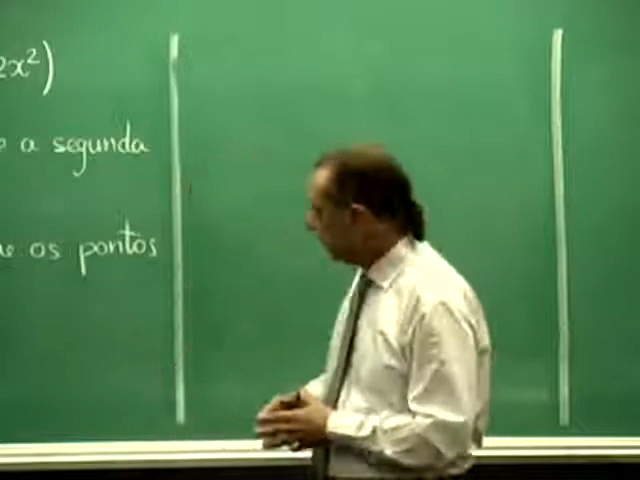 2x²)
a segunda
os pontos